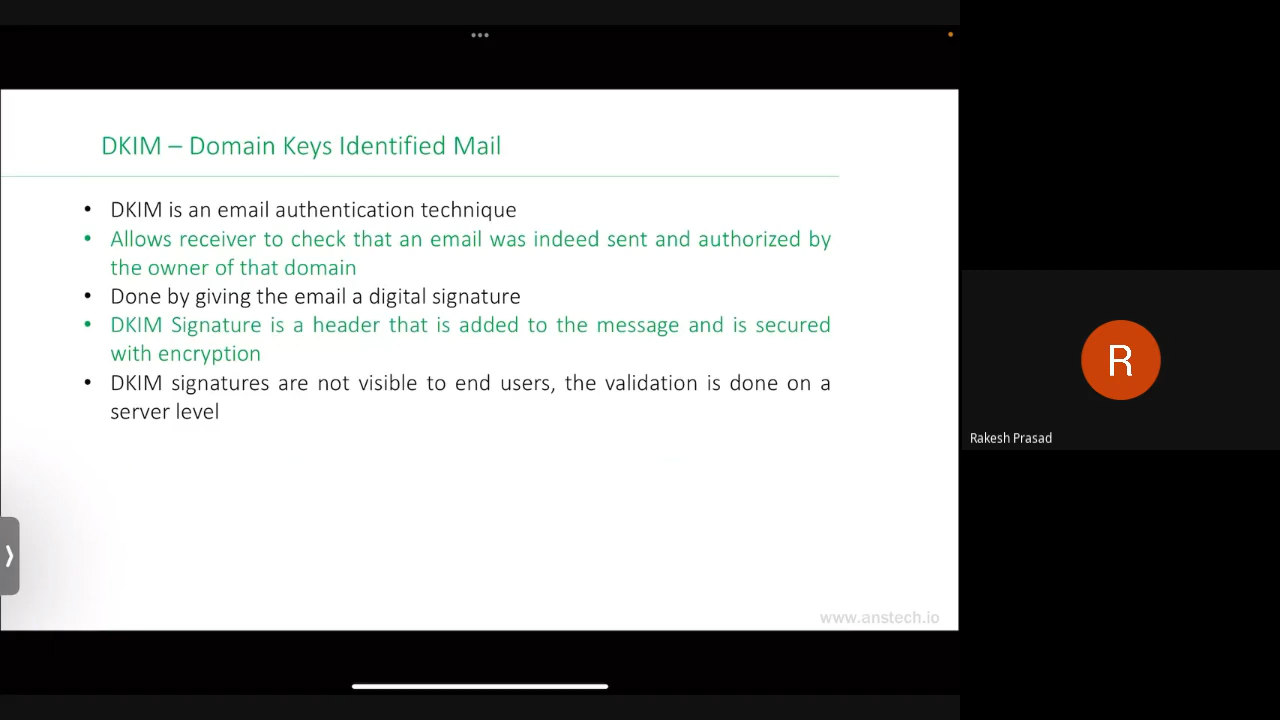 DKIM – Domain Keys Identified Mail
• DKIM is an email authentication technique
• Allows receiver to check that an email was indeed sent and authorized by
the owner of that domain
• Done by giving the email a digital signature
• DKIM Signature is a header that is added to the message and is secured
with encryption
• DKIM signatures are not visible to end users, the validation is done on a
server level
www.anstech.io
R
Rakesh Prasad